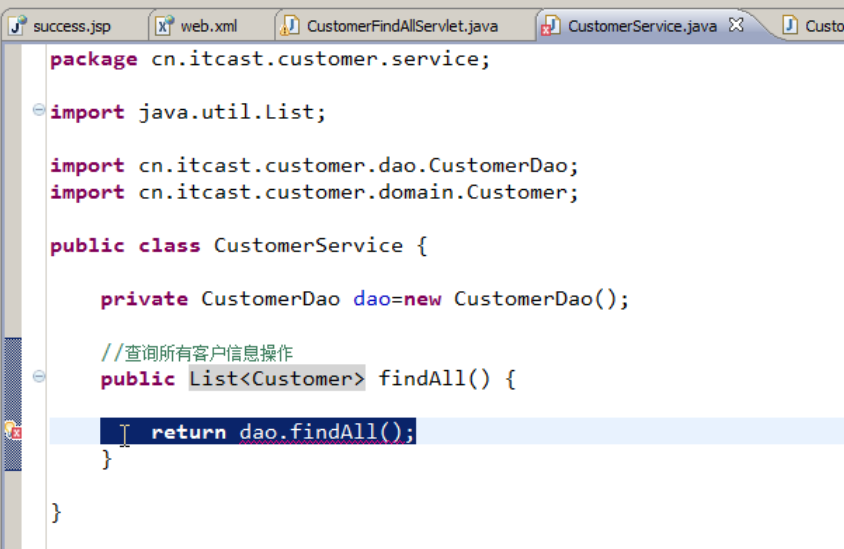 success.jsp web.xml CustomerFindAllServlet.java CustomerService.java Custo
package cn.itcast.customer.service;
import java.util.List;
import cn.itcast.customer.dao.CustomerDao;
import cn.itcast.customer.domain.Customer;
public class CustomerService {
private CustomerDao dao=new CustomerDao();
//查询所有客户信息操作
public List<Customer> findAll() {
return dao.findAll();
}
}